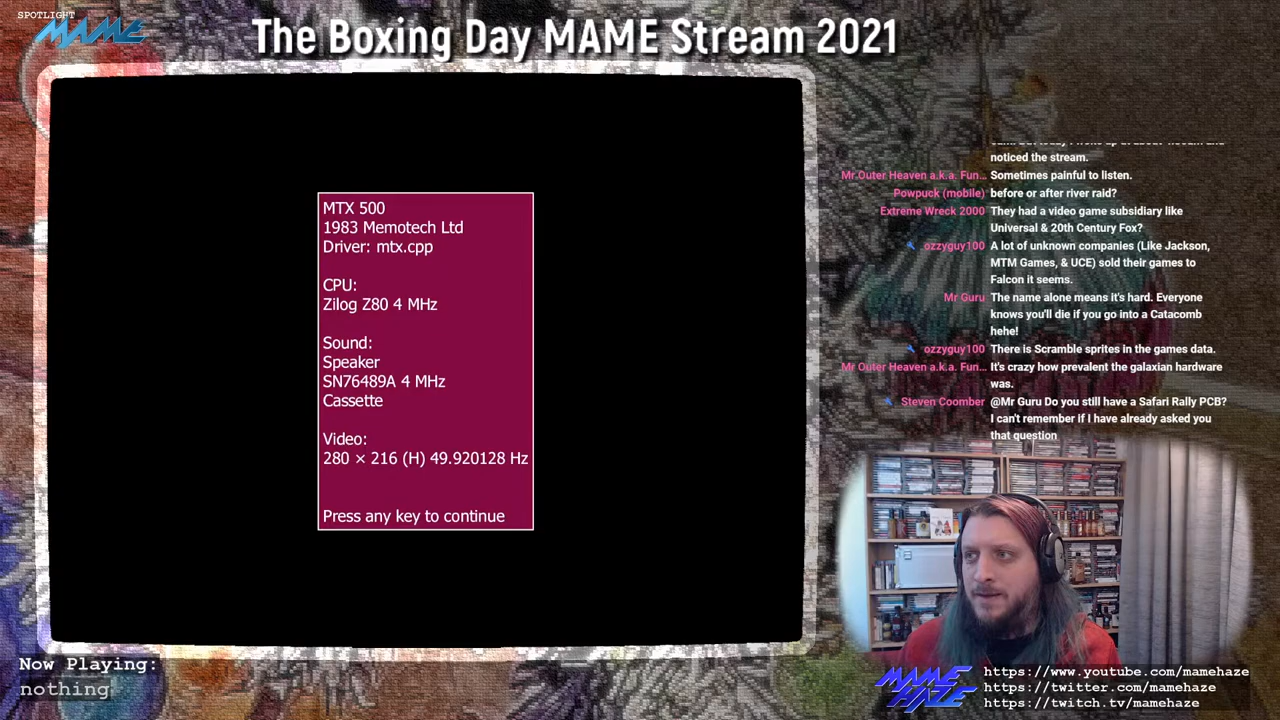 SPOTLIGHT
MAME
The Boxing Day MAME Stream 2021
MTX 500
1983 Memotech Ltd
Driver: mtx.cpp
CPU:
Zilog Z80 4 MHz
Sound:
Speaker
SN76489A 4 MHz
Cassette
Video:
280 × 216 (H) 49.920128 Hz
Press any key to continue
noticed the stream.
Mr Outer Heaven a.k.a. Fun... Sometimes painful to listen.
Powpuck (mobile) before or after river raid?
Extreme Wreck 2000 They had a video game subsidiary like
Universal & 20th Century Fox?
ozzyguy100 A lot of unknown companies (Like Jackson,
MTM Games, & UCE) sold their games to
Falcon it seems.
Mr Guru The name alone means it's hard. Everyone
knows you'll die if you go into a Catacomb
hehe!
ozzyguy100 There is Scramble sprites in the games data.
Mr Outer Heaven a.k.a. Fun... It's crazy how prevalent the galaxian hardware
was.
Steven Coomber @Mr Guru Do you still have a Safari Rally PCB?
I can't remember if I have already asked you
that question
Now Playing:
nothing
MAME
HAZE
https://www.youtube.com/mamehaze
https://twitter.com/mamehaze
https://twitch.tv/mamehaze